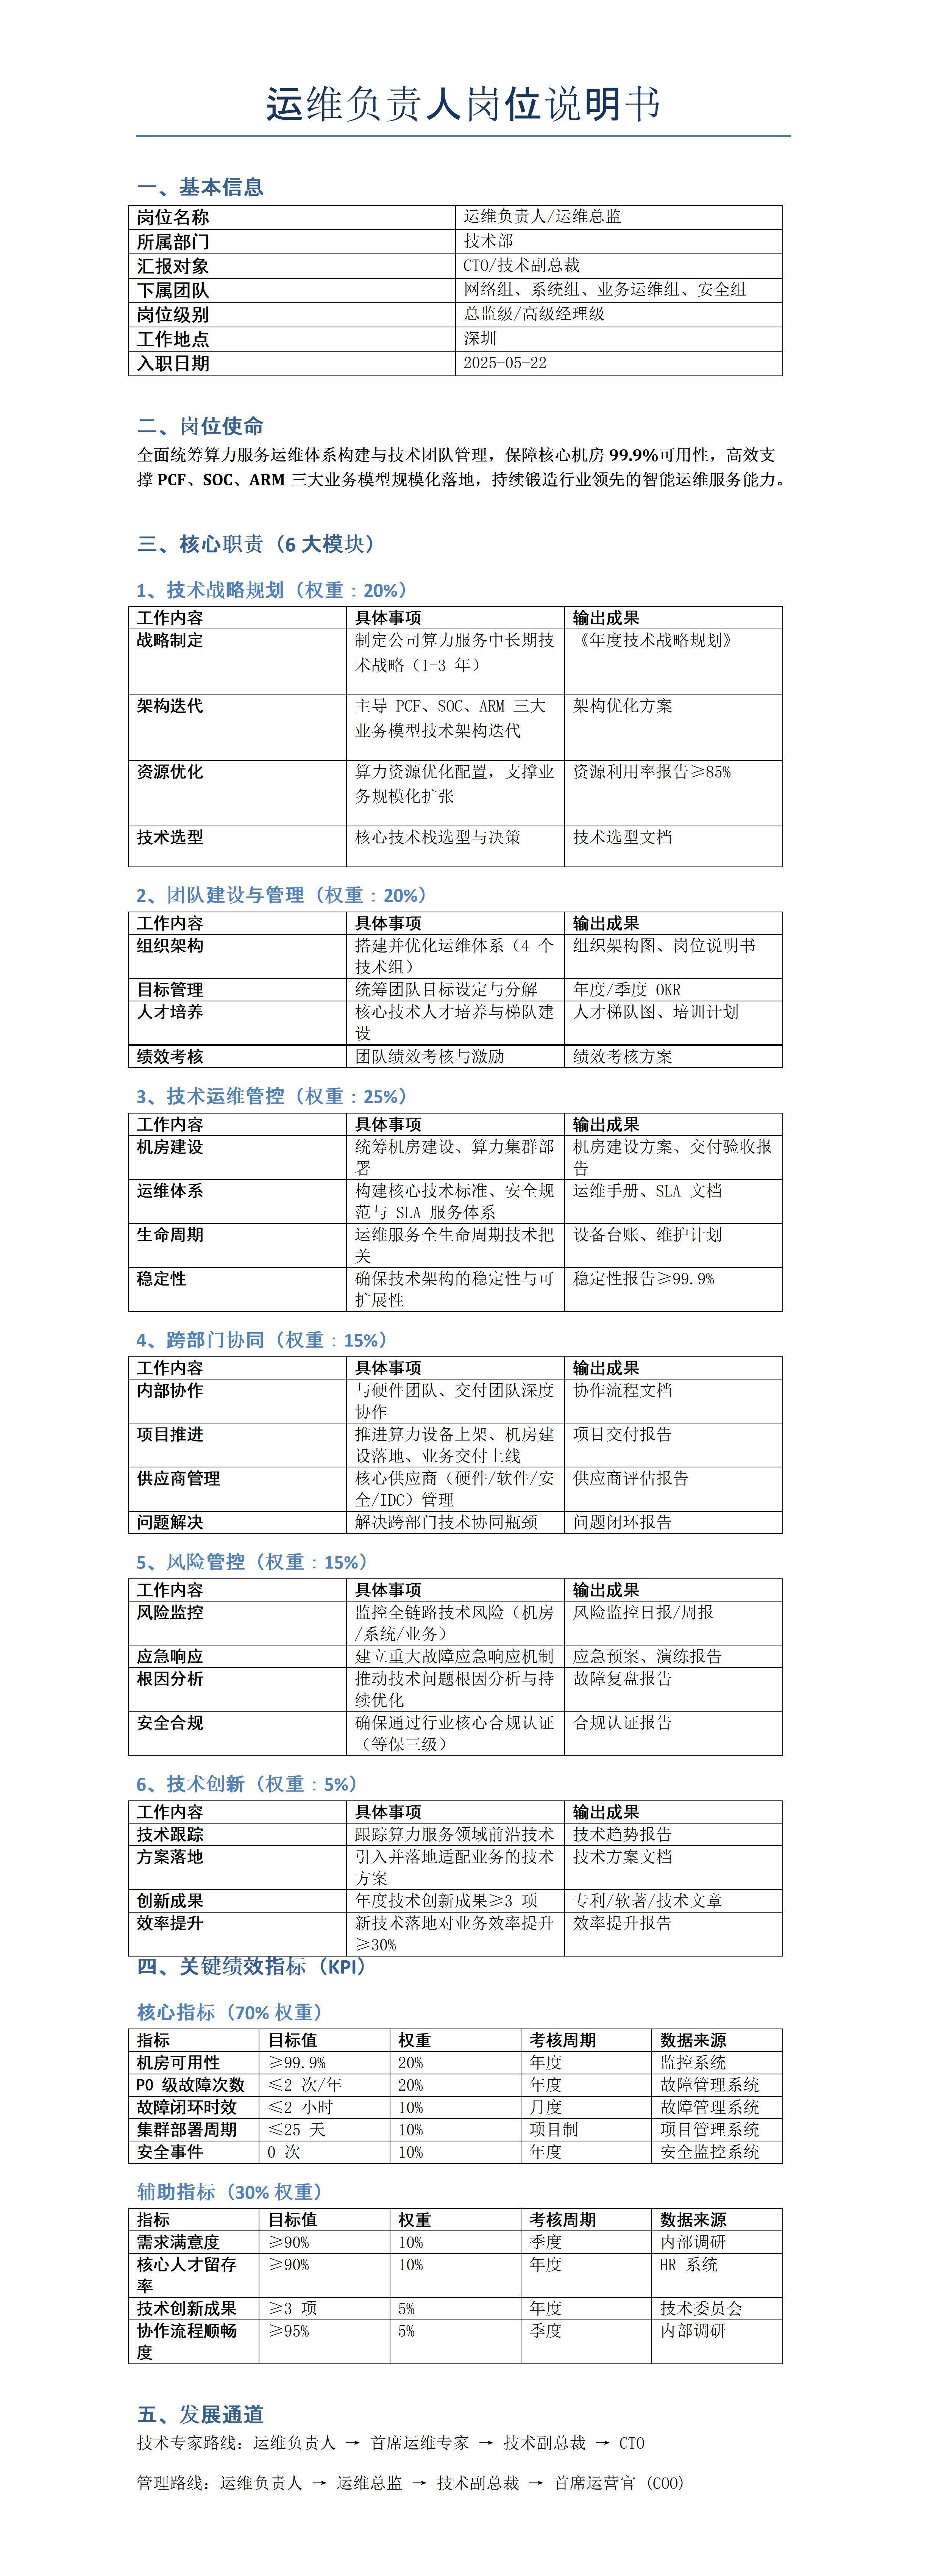 运维负责人岗位说明书
一、基本信息
岗位名称 运维负责人/运维总监
所属部门 技术部
汇报对象 CTO/技术副总裁
下属团队 网络组、系统组、业务运维组、安全组
岗位级别 总监级/高级经理级
工作地点 深圳
入职日期 2025-05-22
二、岗位使命
全面统筹算力服务运维体系构建与技术团队管理，保障核心机房 99.9%可用性，高效支
撑 PCF、SOC、ARM 三大业务模型规模化落地，持续锻造行业领先的智能运维服务能力。
三、核心职责（6 大模块）
1、技术战略规划（权重：20%）
工作内容 具体事项 输出成果
战略制定 制定公司算力服务中长期技 《年度技术战略规划》
术战略（1-3 年）
架构迭代 主导 PCF、SOC、ARM 三大 架构优化方案
业务模型技术架构迭代
资源优化 算力资源优化配置，支撑业 资源利用率报告≥85%
务规模化扩张
技术选型 核心技术栈选型与决策 技术选型文档
2、团队建设与管理（权重：20%）
工作内容 具体事项 输出成果
组织架构 搭建并优化运维体系（4 个 组织架构图、岗位说明书
技术组）
目标管理 统筹团队目标设定与分解 年度/季度 OKR
人才培养 核心技术人才培养与梯队建 人才梯队图、培训计划
设
绩效考核 团队绩效考核与激励 绩效考核方案
3、技术运维管控（权重：25%）
工作内容 具体事项 输出成果
机房建设 统筹机房建设、算力集群部 机房建设方案、交付验收报
署 告
运维体系 构建核心技术标准、安全规 运维手册、SLA 文档
范与 SLA 服务体系
生命周期 运维服务全生命周期技术把 设备台账、维护计划
关
稳定性 确保技术架构的稳定性与可 稳定性报告≥99.9%
扩展性
4、跨部门协同（权重：15%）
工作内容 具体事项 输出成果
内部协作 与硬件团队、交付团队深度 协作流程文档
协作
项目推进 推进算力设备上架、机房建 项目交付报告
设落地、业务交付上线
供应商管理 核心供应商（硬件/软件/安 供应商评估报告
全/IDC）管理
问题解决 解决跨部门技术协同瓶颈 问题闭环报告
5、风险管控（权重：15%）
工作内容 具体事项 输出成果
风险监控 监控全链路技术风险（机房 风险监控日报/周报
/系统/业务）
应急响应 建立重大故障应急响应机制 应急预案、演练报告
根因分析 推动技术问题根因分析与持 故障复盘报告
续优化
安全合规 确保通过行业核心合规认证 合规认证报告
（等保三级）
6、技术创新（权重：5%）
工作内容 具体事项 输出成果
技术跟踪 跟踪算力服务领域前沿技术 技术趋势报告
方案落地 引入并落地适配业务的技术 技术方案文档
方案
创新成果 年度技术创新成果≥3 项 专利/软著/技术文章
效率提升 新技术落地对业务效率提升 效率提升报告
≥30%
四、关键绩效指标（KPI）
核心指标（70% 权重）
指标 目标值 权重 考核周期 数据来源
机房可用性 ≥99.9% 20% 年度 监控系统
P0 级故障次数 ≤2 次/年 20% 年度 故障管理系统
故障闭环时效 ≤2 小时 10% 月度 故障管理系统
集群部署周期 ≤25 天 10% 项目制 项目管理系统
安全事件 0 次 10% 年度 安全监控系统
辅助指标（30% 权重）
指标 目标值 权重 考核周期 数据来源
需求满意度 ≥90% 10% 季度 内部调研
核心人才留存 ≥90% 10% 年度 HR 系统
率
技术创新成果 ≥3 项 5% 年度 技术委员会
协作流程顺畅 ≥95% 5% 季度 内部调研
度
五、发展通道
技术专家路线：运维负责人 → 首席运维专家 → 技术副总裁 → CTO
管理路线：运维负责人 → 运维总监 → 技术副总裁 → 首席运营官 (COO)